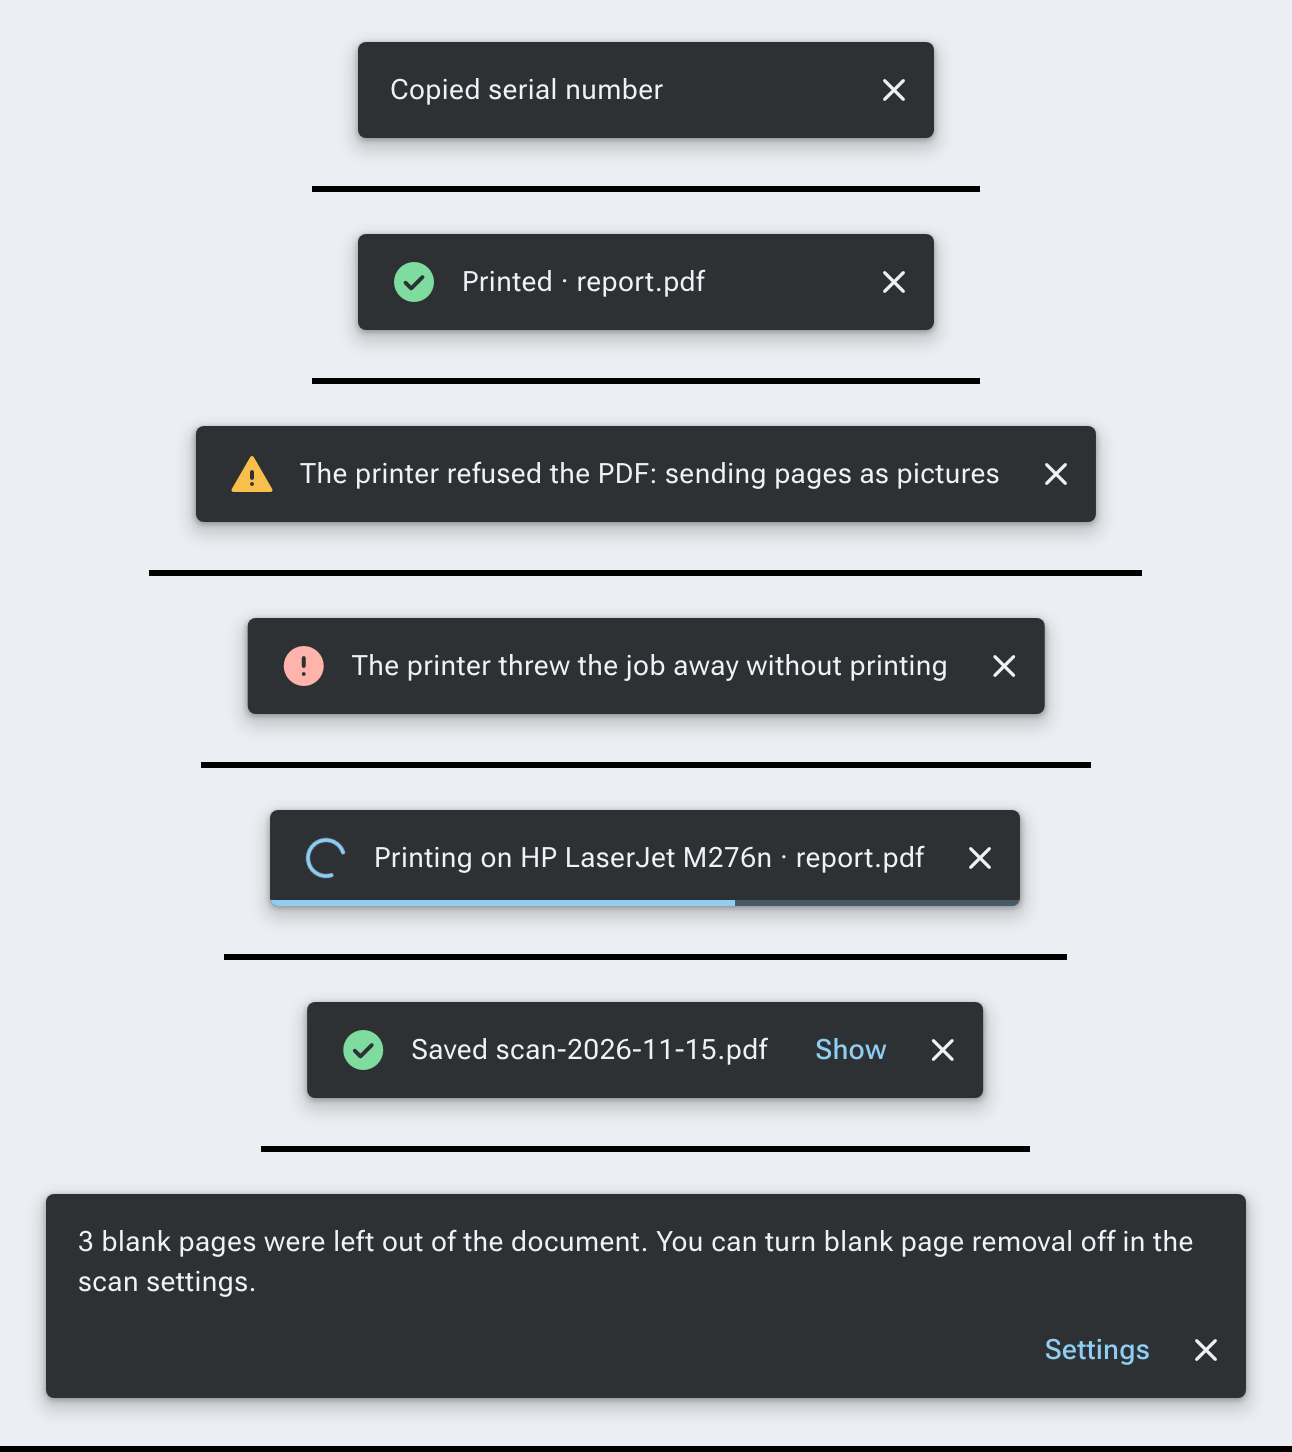 Copied serial number
Printed · report.pdf
The printer refused the PDF: sending pages as pictures
The printer threw the job away without printing
Printing on HP LaserJet M276n · report.pdf
Saved scan-2026-11-15.pdf Show
3 blank pages were left out of the document. You can turn blank page removal off in the
scan settings.
Settings